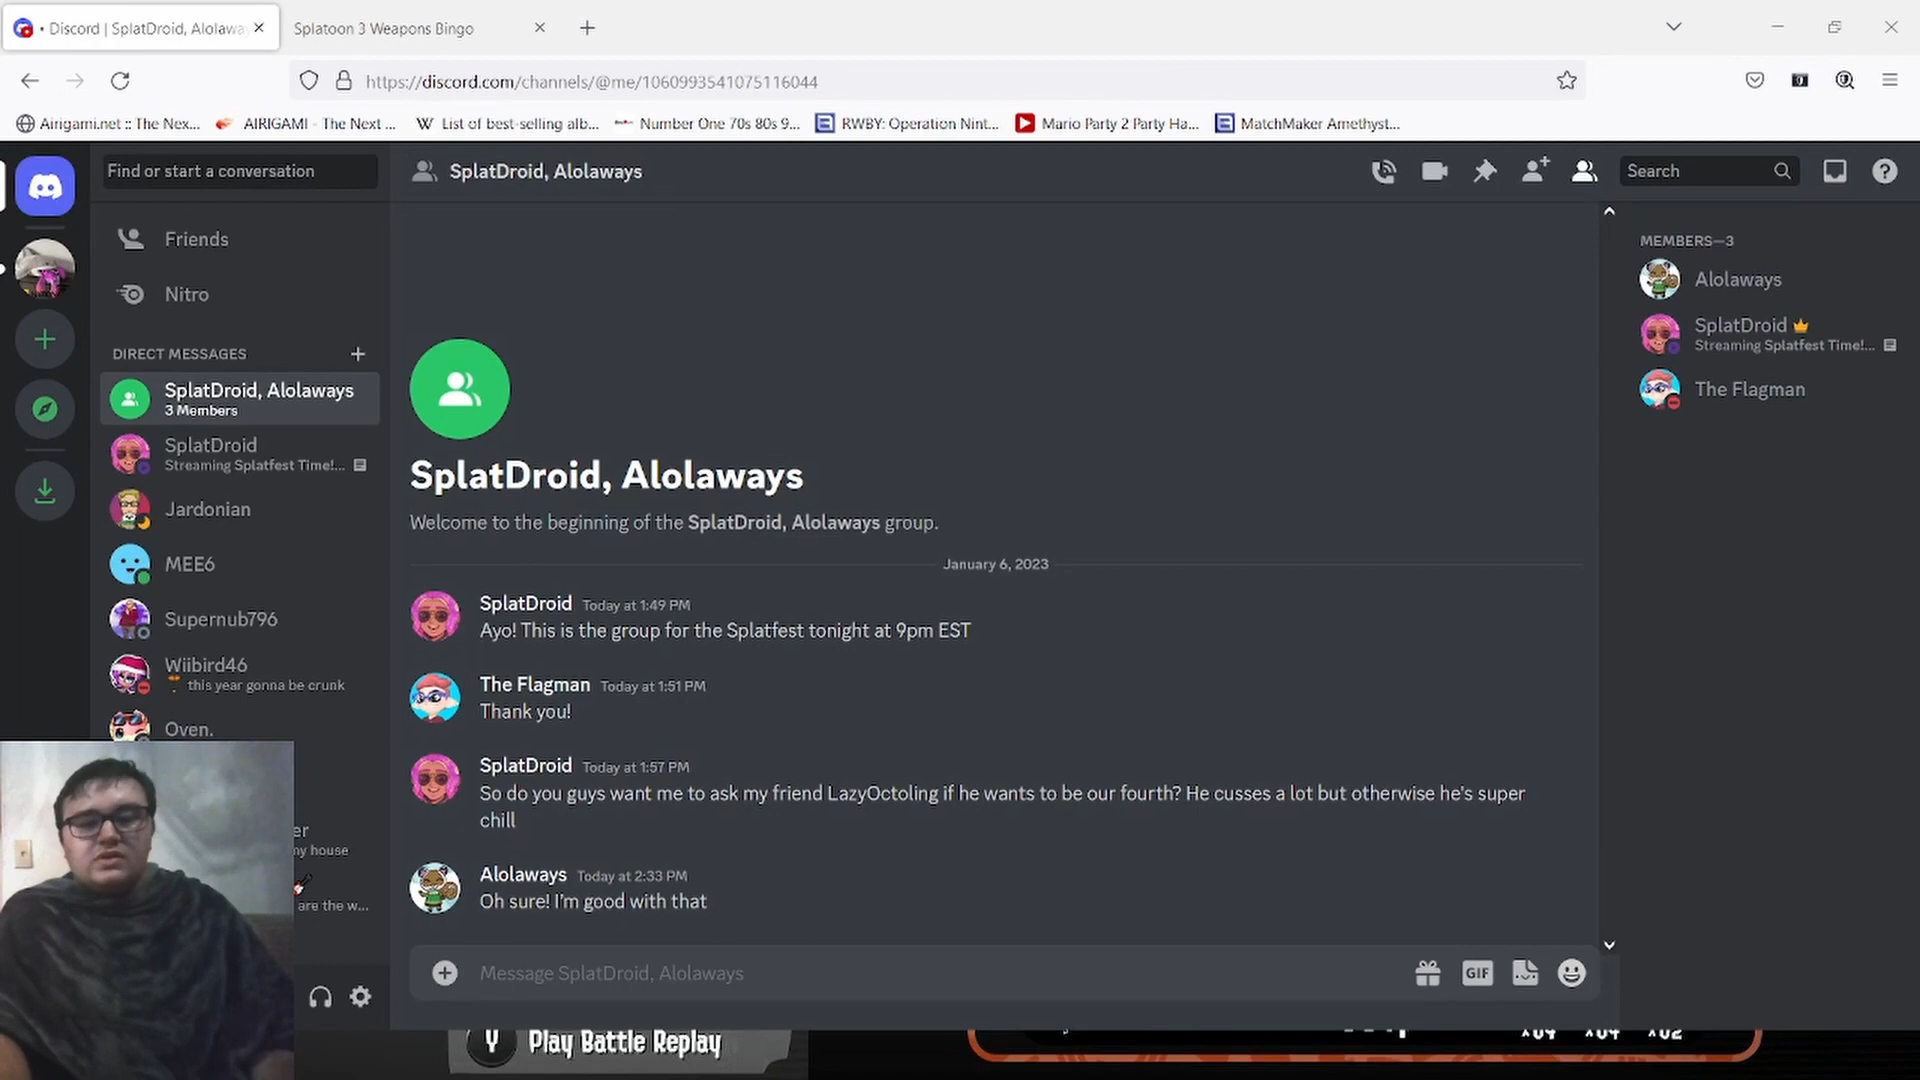 • Discord | SplatDroid, Alolaway
Splatoon 3 Weapons Bingo
https://discord.com/channels/@me/1060993541075116044
Airigami.net :: The Nex...
AIRIGAMI - The Next ...
List of best-selling alb...
Number One 70s 80s 9...
RWBY: Operation Nint...
Mario Party 2 Party Ha...
MatchMaker Amethyst...
Find or start a conversation
SplatDroid, Alolaways
Search
Friends
Nitro
DIRECT MESSAGES
SplatDroid, Alolaways
3 Members
SplatDroid
Streaming Splatfest Time!...
Jardonian
MEE6
Supernub796
Wiibird46
this year gonna be crunk
Oven.
er
my house
are the w...
SplatDroid, Alolaways
Welcome to the beginning of the SplatDroid, Alolaways group.
January 6, 2023
SplatDroid Today at 1:49 PM
Ayo! This is the group for the Splatfest tonight at 9pm EST
The Flagman Today at 1:51 PM
Thank you!
SplatDroid Today at 1:57 PM
So do you guys want me to ask my friend LazyOctoling if he wants to be our fourth? He cusses a lot but otherwise he's super
chill
Alolaways Today at 2:33 PM
Oh sure! I'm good with that
Message SplatDroid, Alolaways
GIF
MEMBERS—3
Alolaways
SplatDroid
Streaming Splatfest Time!...
The Flagman
Y Play Battle Replay